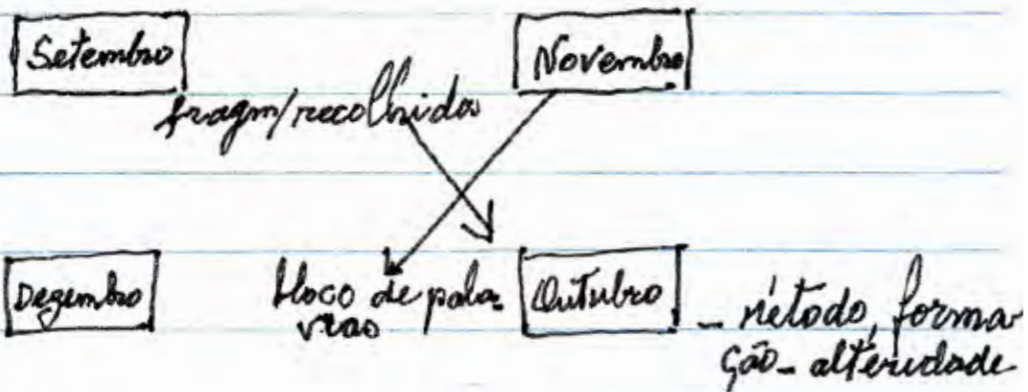 Setembro Novembro
fragm/recolhidos
Dezembro bloco de pala- Outubro - método, forma
vras ção - alteridade